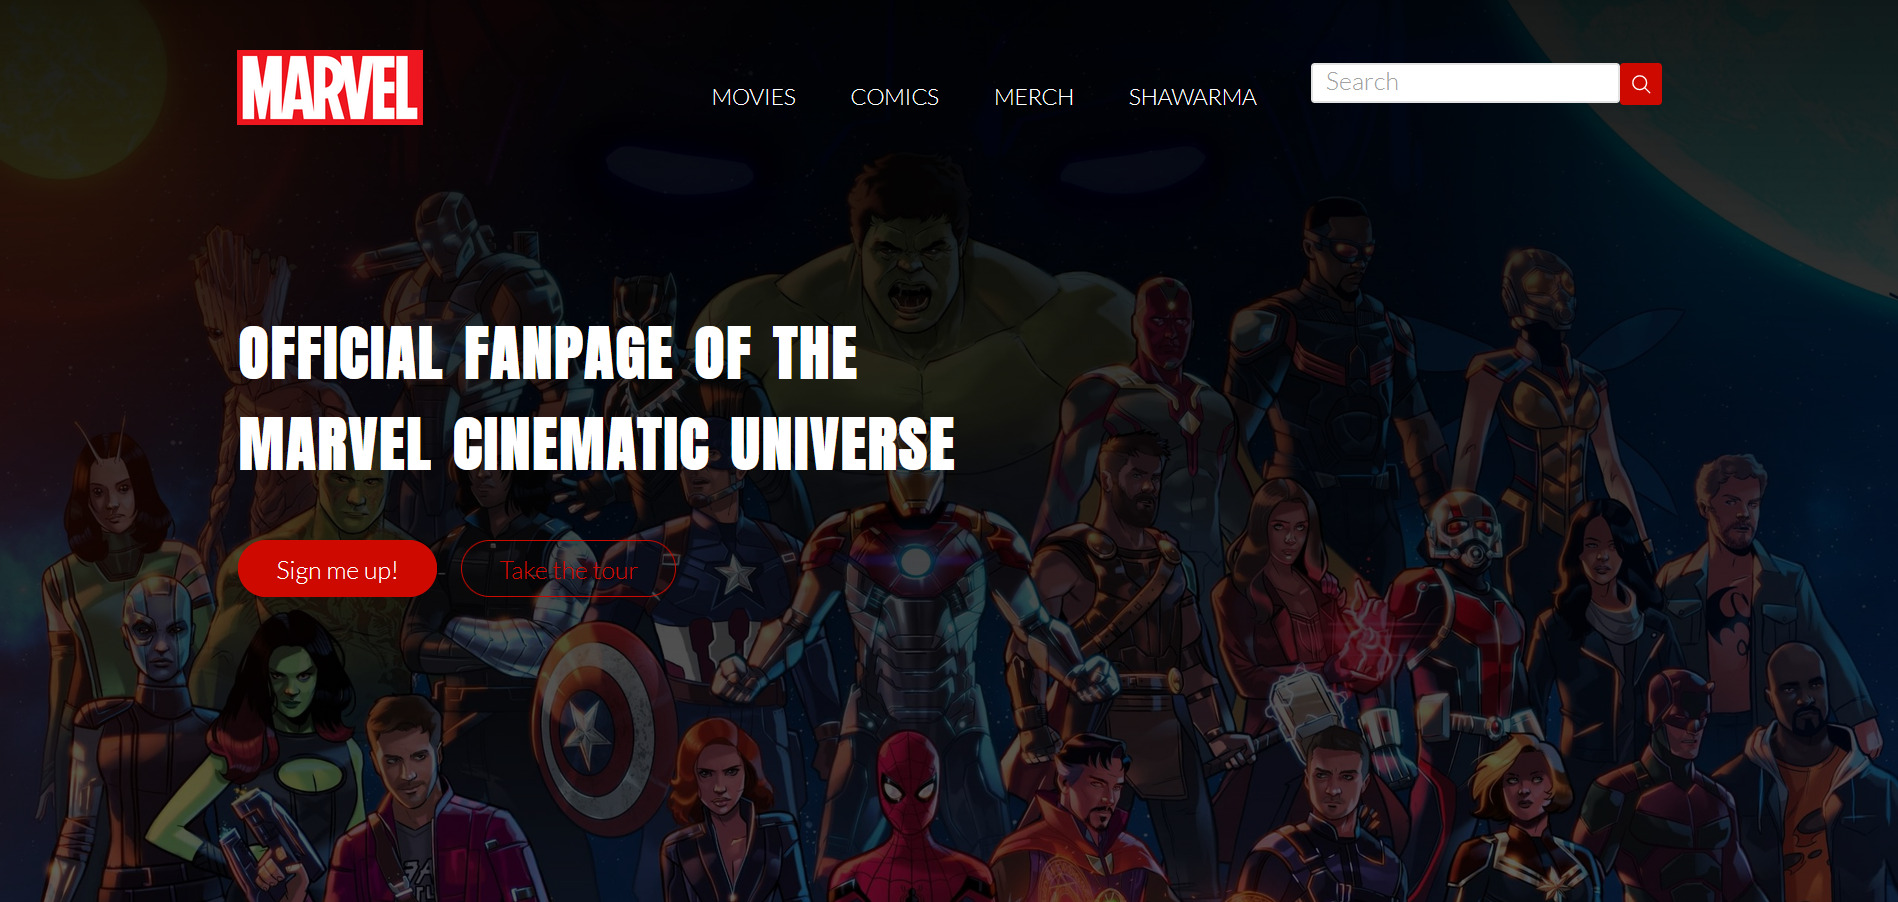 MARVEL
MOVIES
COMICS
MERCH
SHAWARMA
Search
OFFICIAL FANPAGE OF THE
MARVEL CINEMATIC UNIVERSE
Sign me up!
Take the tour